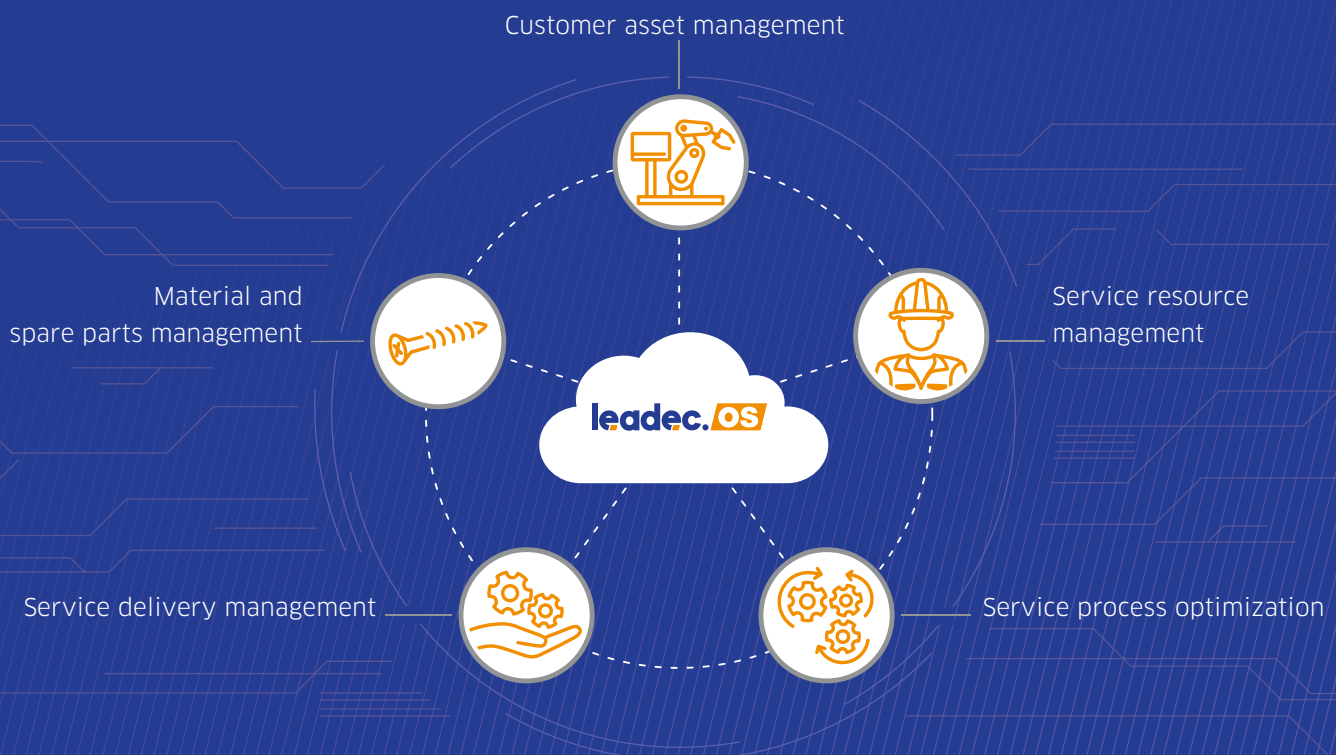 Customer asset management
Material and
spare parts management
Service resource
management
leadec.OS
Service delivery management
Service process optimization